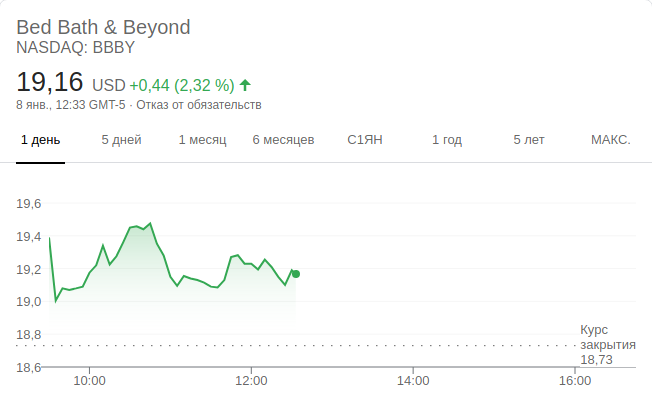 Bed Bath & Beyond
NASDAQ: BBBY
19,16 USD +0,44 (2,32 %)
8 янв., 12:33 GMT-5 · Отказ от обязательств
1 день 5 дней 1 месяц 6 месяцев С1ЯН 1 год 5 лет МАКС.
19,6
19,4
19,2
19,0
18,8
Курс
закрытия
18,73
18,6
10:00 12:00 14:00 16:00